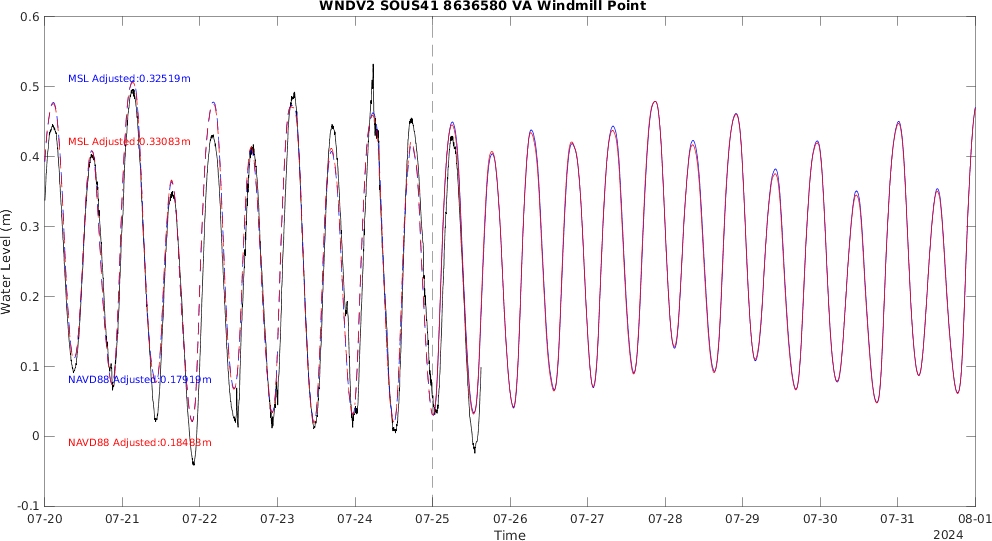 WNDV2 SOUS41 8636580 VA Windmill Point
0.6
0.5
0.4
0.3
0.2
0.1
0
-0.1
Water Level (m)
MSL Adjusted:0.32519m
MSL Adjusted:0.33083m
NAVD88 Adjusted:0.17919m
NAVD88 Adjusted:0.18483m
07-20 07-21 07-22 07-23 07-24 07-25 07-26 07-27 07-28 07-29 07-30 07-31 08-01
Time
2024